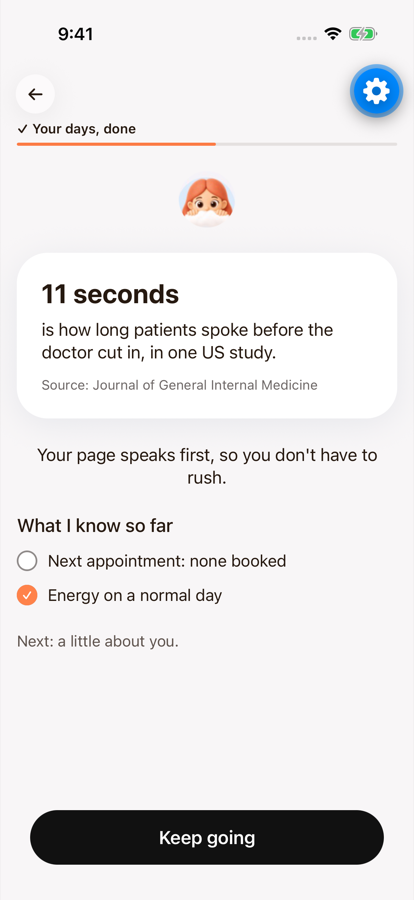 9:41
✓ Your days, done
11 seconds
is how long patients spoke before the
doctor cut in, in one US study.
Source: Journal of General Internal Medicine
Your page speaks first, so you don't have to
rush.
What I know so far
Next appointment: none booked
Energy on a normal day
Next: a little about you.
Keep going